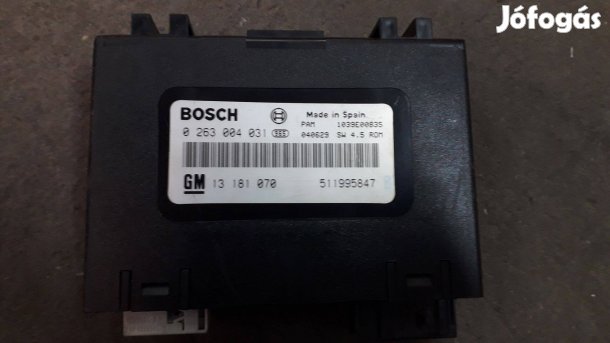 Jófogás
BOSCH
Made in Spain
0 263 004 031
PAM 1039E00835
040629 SW 4.5 ROM
GM 13 181 070 511995847